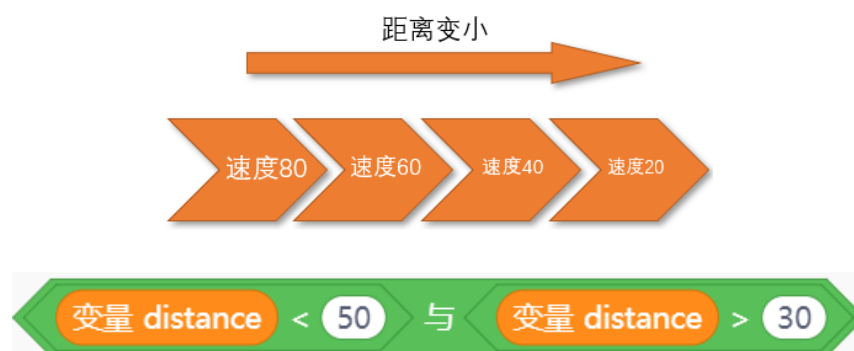 距离变小
速度80 速度60 速度40 速度20
变量 distance < 50 与 变量 distance > 30